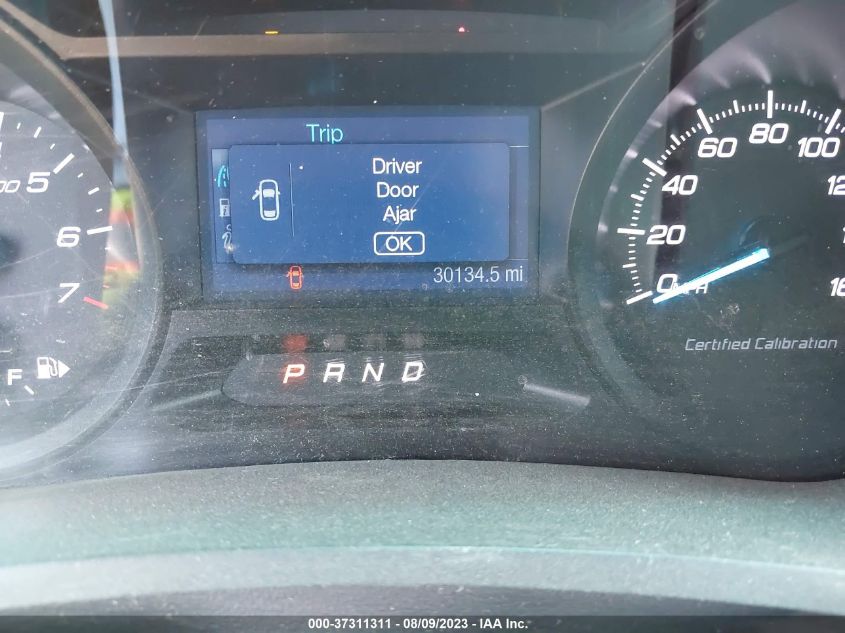 Trip
Driver
Door
Ajar
OK
30134.5 mi
5
6
7
F
P R N D
0 MPH
20
40
60
80
100
Certified Calibration
000-37311311 / 08/09/2023 - IAA Inc.